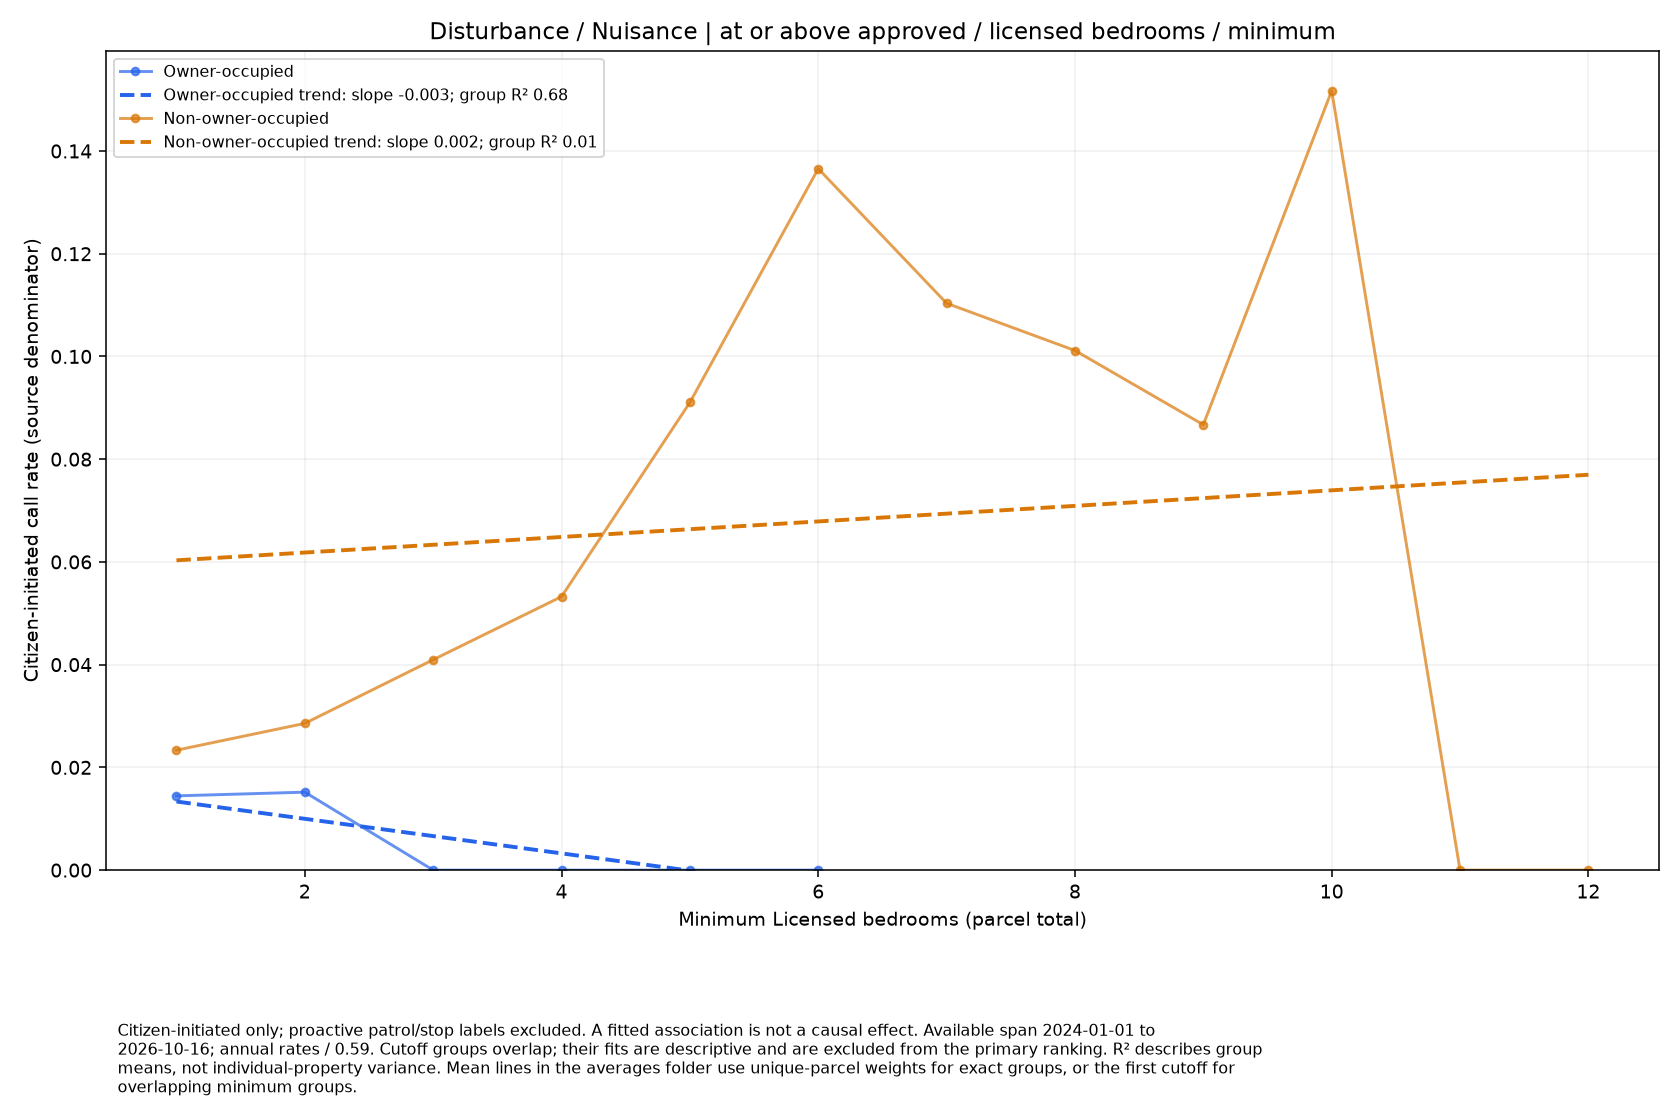 Disturbance / Nuisance | at or above approved / licensed bedrooms / minimum
Owner-occupied
Owner-occupied trend: slope -0.003; group R² 0.68
Non-owner-occupied
Non-owner-occupied trend: slope 0.002; group R² 0.01
Citizen-initiated call rate (source denominator)
0.14
0.12
0.10
0.08
0.06
0.04
0.02
0.00
2 4 6 8 10 12
Minimum Licensed bedrooms (parcel total)
Citizen-initiated only; proactive patrol/stop labels excluded. A fitted association is not a causal effect. Available span 2024-01-01 to
2026-10-16; annual rates / 0.59. Cutoff groups overlap; their fits are descriptive and are excluded from the primary ranking. R² describes group
means, not individual-property variance. Mean lines in the averages folder use unique-parcel weights for exact groups, or the first cutoff for
overlapping minimum groups.